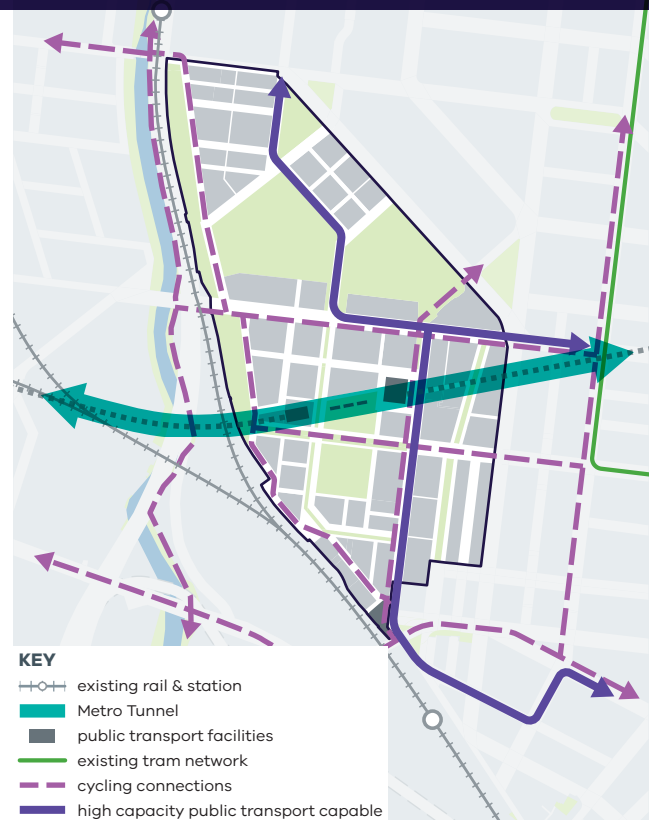 KEY
existing rail & station
Metro Tunnel
public transport facilities
existing tram network
cycling connections
high capacity public transport capable